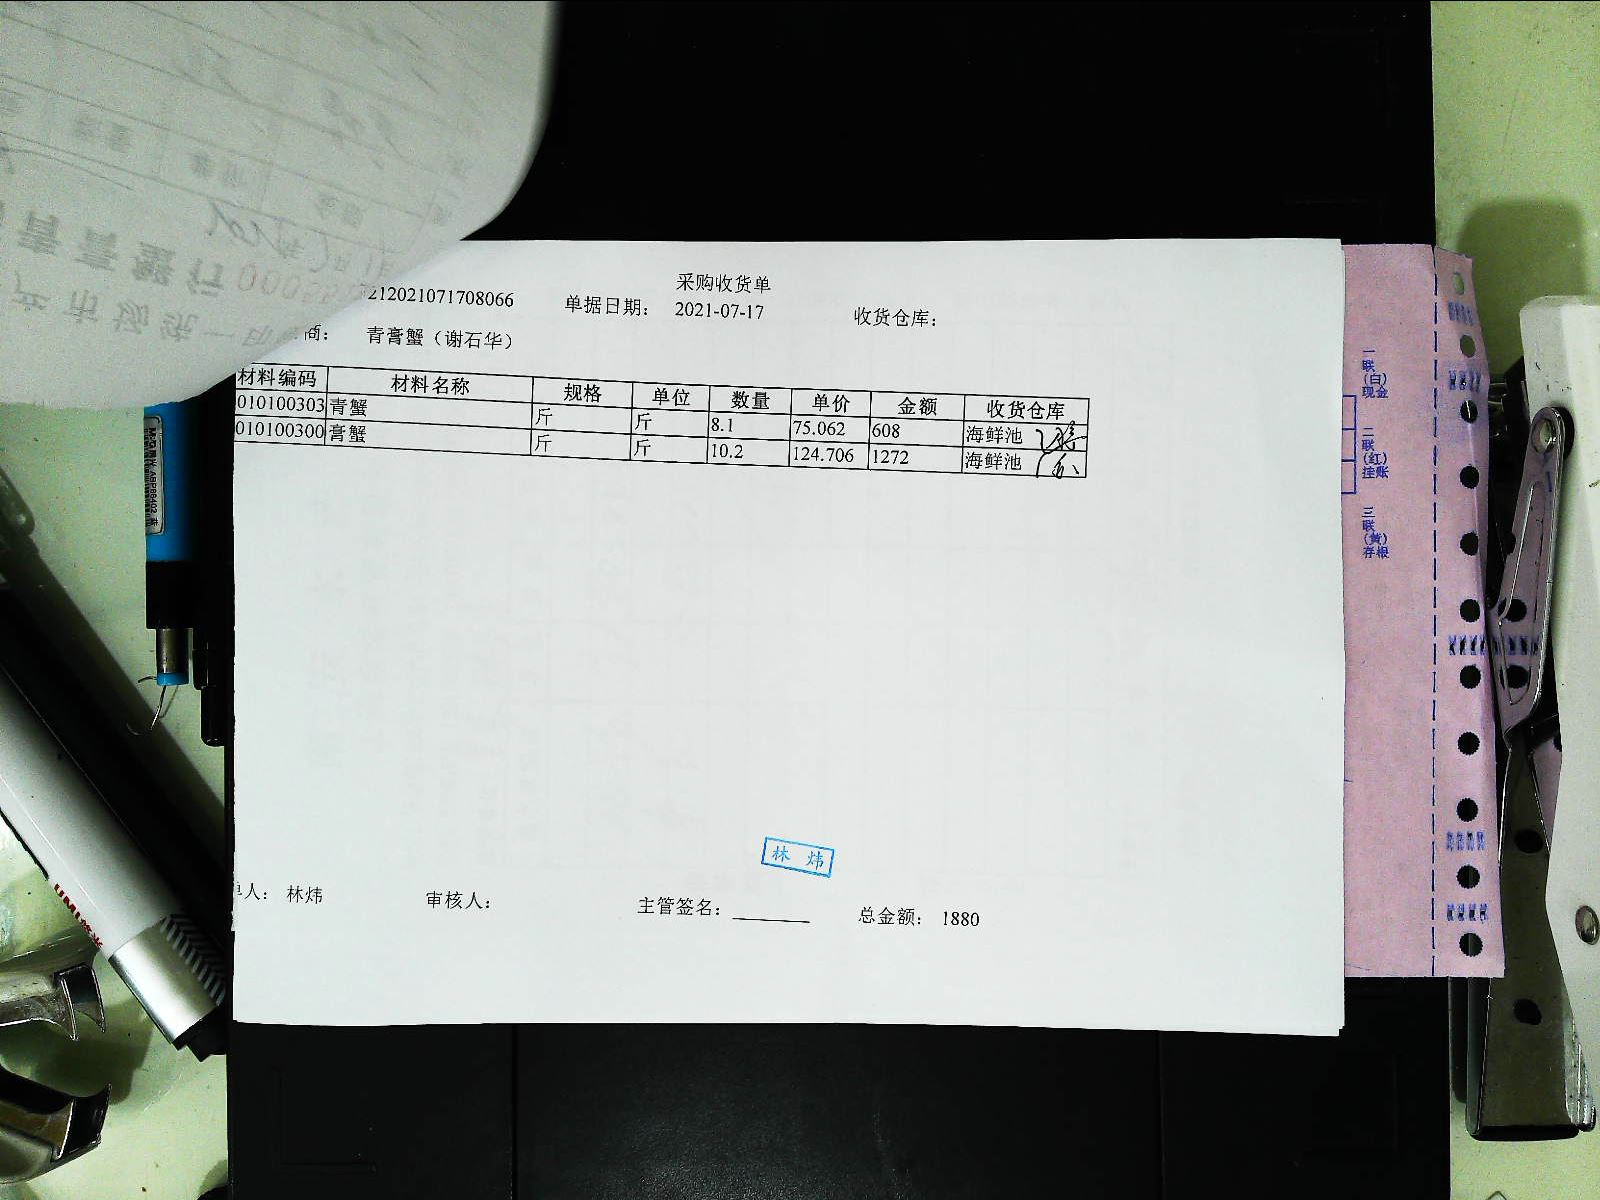 采购收货单
212021071708066 单据日期： 2021-07-17 收货仓库：
商： 青膏蟹（谢石华）
材料编码 材料名称 规格 单位 数量 单价 金额 收货仓库
010100303 青蟹 斤 斤 8.1 75.062 608 海鲜池
010100300 膏蟹 斤 斤 10.2 124.706 1272 海鲜池
林 炜
单人： 林炜 审核人： 主管签名： 总金额： 1880
一联(白)现金
二联(红)挂账
三联(黄)存根